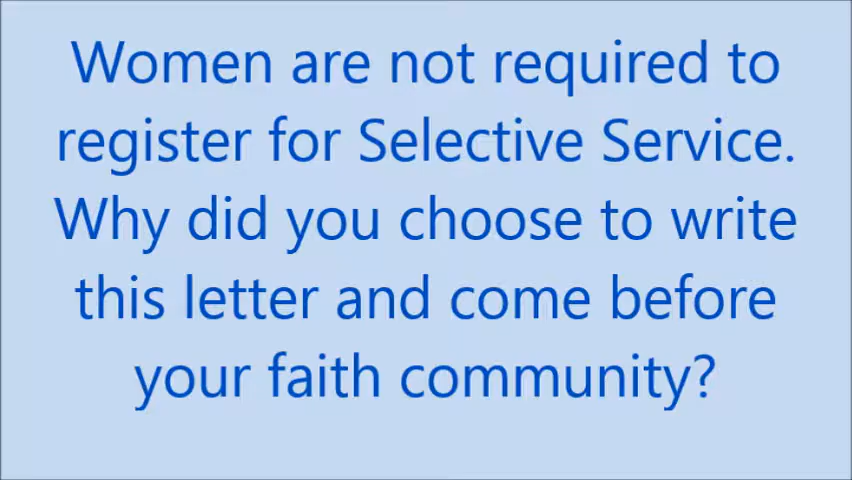 Women are not required to
register for Selective Service.
Why did you choose to write
this letter and come before
your faith community?